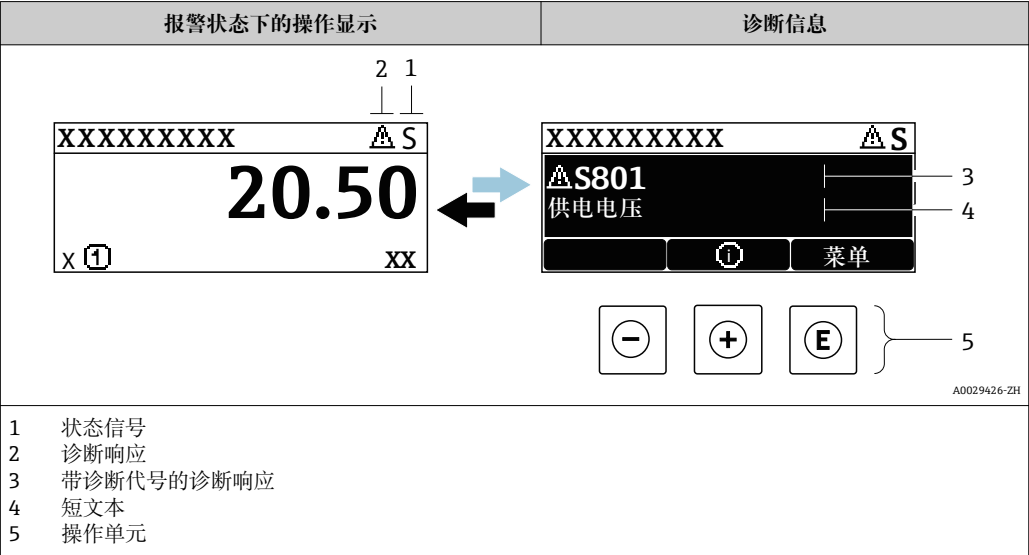 报警状态下的操作显示
诊断信息
2 1
XXXXXXXXX S
20.50
X 1
XX
XXXXXXXXX S
S801
供电电压
i 菜单
3
4
− + E
5
A0029426-ZH
1 状态信号
2 诊断响应
3 带诊断代号的诊断响应
4 短文本
5 操作单元